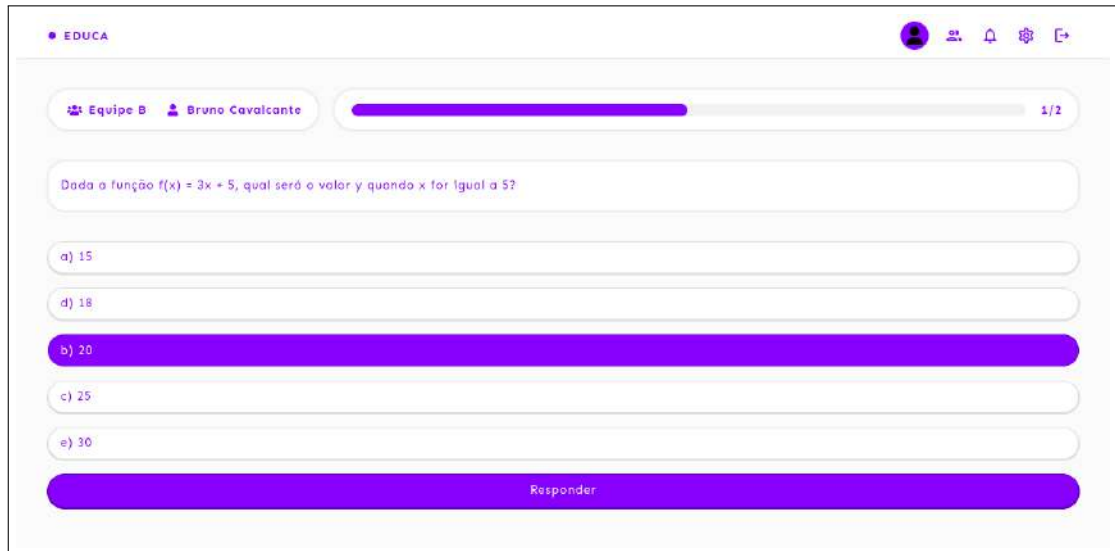 EDUCA
Equipe B Bruno Cavalcante 1/2
Dada a função f(x) = 3x + 5, qual será o valor y quando x for igual a 5?
a) 15
d) 18
b) 20
c) 25
e) 30
Responder